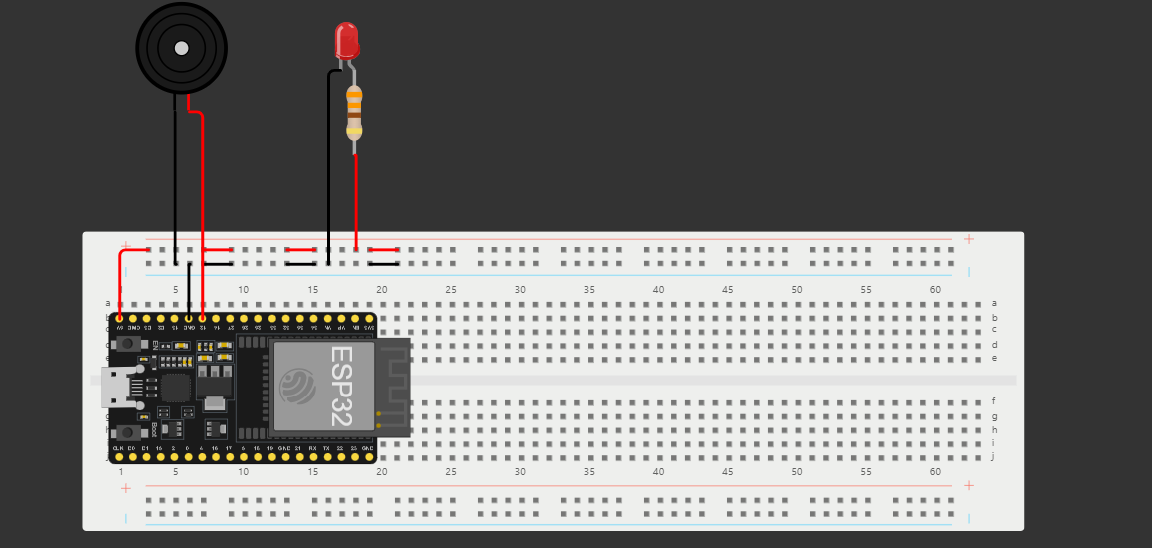 + +
5 10 15 20 25 30 35 40 45 50 55 60
a a
b b
c c
d d
e e
5V CMD D3 D2 13 GND 12 14 27 26 25 33 32 35 34 VN VP EN 3V3
EN
ESP32
Boot
CLK D0 D1 15 2 0 4 16 17 5 18 19 GND 21 RX TX 22 23 GND
f f
g g
h h
i i
j j
1 5 10 15 20 25 30 35 40 45 50 55 60
+ +